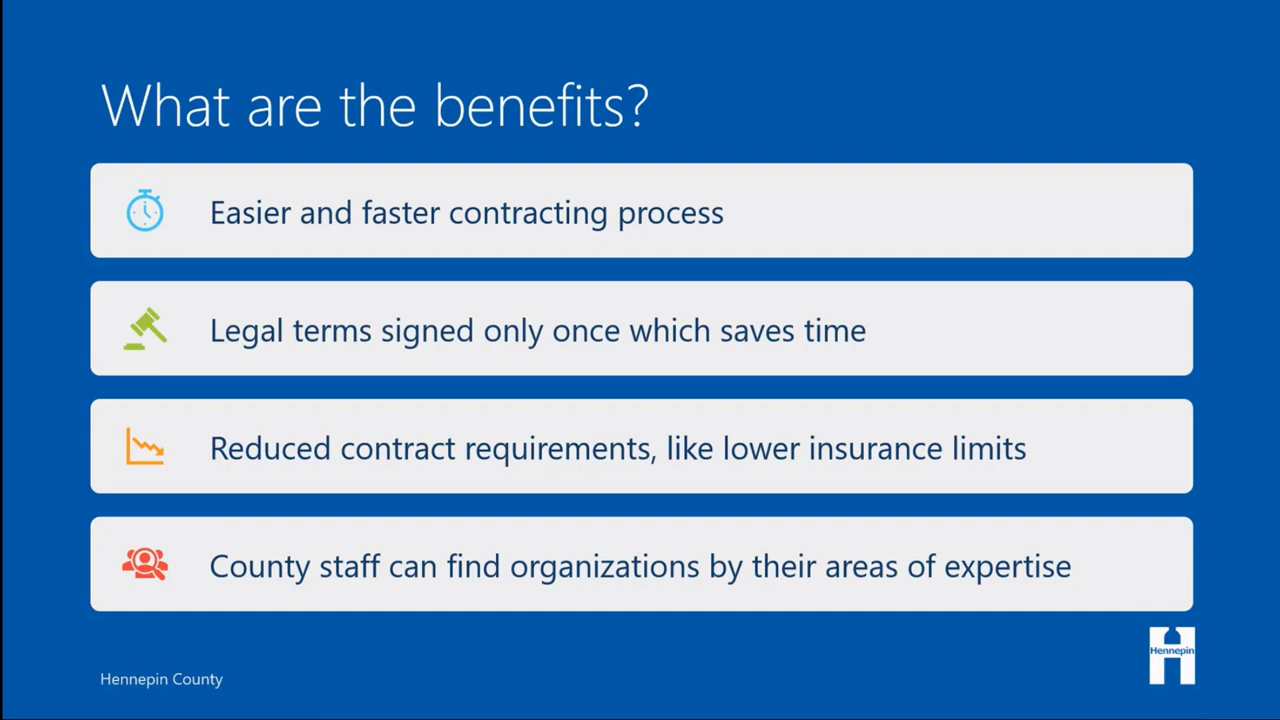 What are the benefits?
Easier and faster contracting process
Legal terms signed only once which saves time
Reduced contract requirements, like lower insurance limits
County staff can find organizations by their areas of expertise
Hennepin
Hennepin County